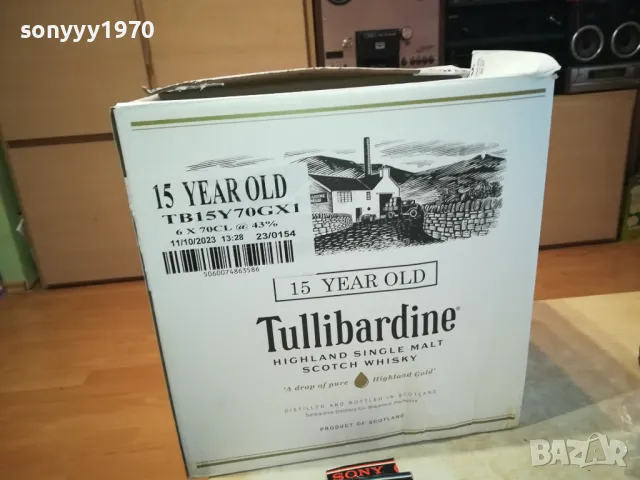 sonyyy1970
15 YEAR OLD
TB15Y70GX1
6 X 70CL @ 43%
11/10/2023 13:28 23/0154
5060074863586
15 YEAR OLD
Tullibardine®
HIGHLAND SINGLE MALT
SCOTCH WHISKY
'A drop of pure Highland Gold'
DISTILLED AND BOTTLED IN SCOTLAND
PRODUCT OF SCOTLAND
SONY
bazar